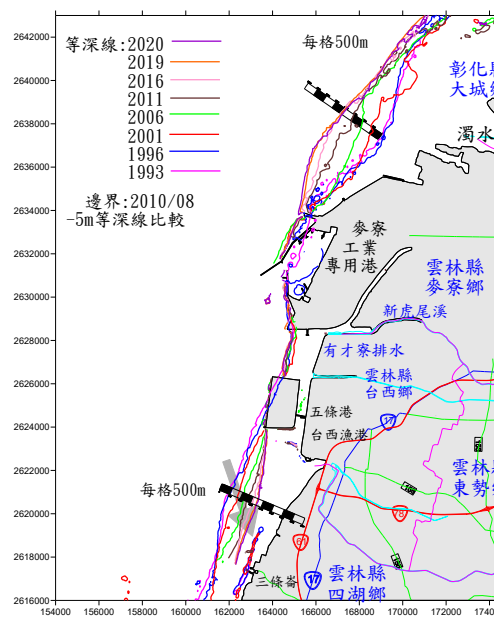 2642000
2640000
2638000
2636000
2634000
2632000
2630000
2628000
2626000
2624000
2622000
2620000
2618000
2616000
等深線:2020
2019
2016
2011
2006
2001
1996
1993
邊界:2010/08
-5m等深線比較
每格500m
彰化縣
大城鄉
濁水
麥寮
工業
專用港
雲林縣
麥寮鄉
新虎尾溪
有才寮排水
雲林縣
台西鄉
17
五條港
台西漁港
每格500m
雲林縣
東勢鄉
78
61
三條崙
17
雲林縣
四湖鄉
154000
156000
158000
160000
162000
164000
166000
168000
170000
172000
1740